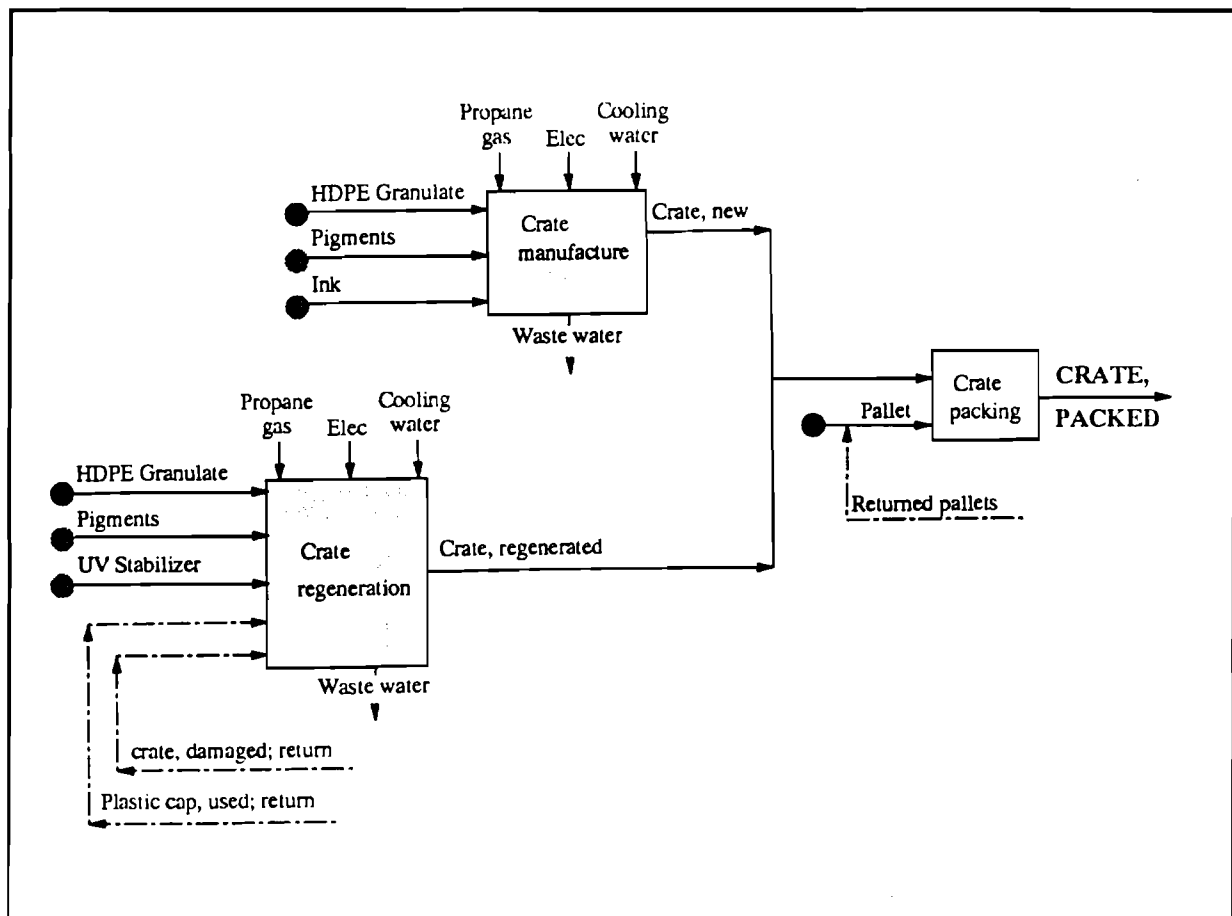 Propane
gas
Elec
Cooling
water
HDPE Granulate
Pigments
Ink
Crate
manufacture
Crate, new
Waste water
Propane
gas
Elec
Cooling
water
HDPE Granulate
Pigments
UV Stabilizer
Crate
regeneration
Crate, regenerated
Waste water
crate, damaged; return
Plastic cap, used; return
Pallet
Returned pallets
Crate
packing
CRATE,
PACKED